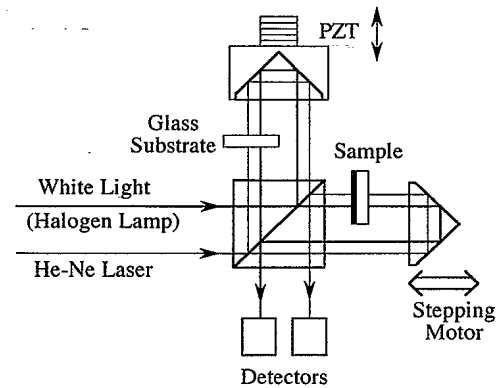 PZT
Glass
Substrate
Sample
White Light
(Halogen Lamp)
He-Ne Laser
Stepping
Motor
Detectors